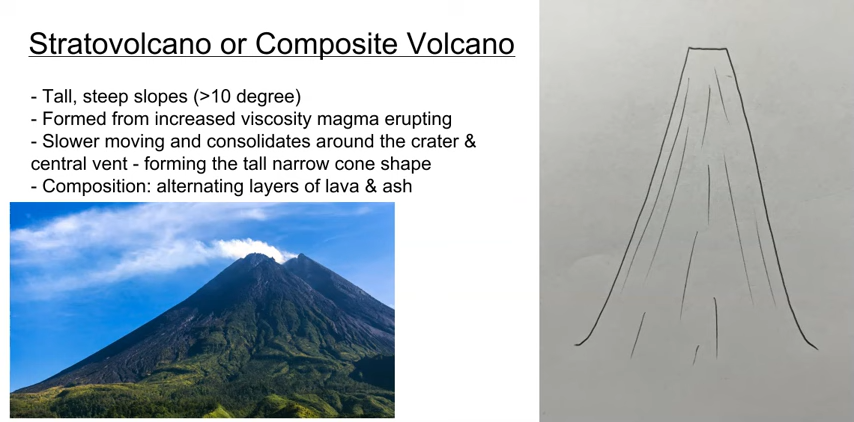 Stratovolcano or Composite Volcano
- Tall, steep slopes (>10 degree)
- Formed from increased viscosity magma erupting
- Slower moving and consolidates around the crater &
central vent - forming the tall narrow cone shape
- Composition: alternating layers of lava & ash